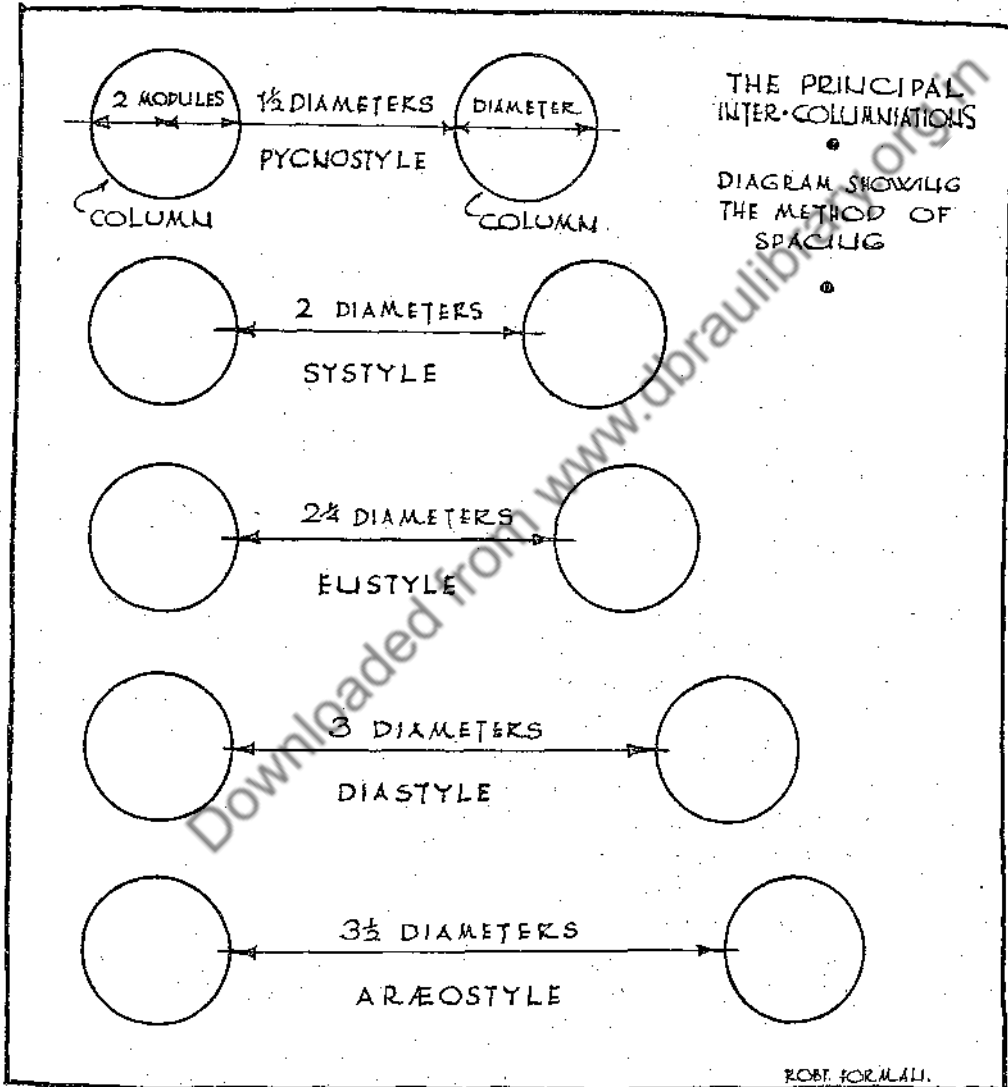 2 MODULES
1½ DIAMETERS
DIAMETER
PYCNOSTYLE
COLUMN
COLUMN
THE PRINCIPAL
INTER·COLUMNIATIONS
DIAGRAM SHOWING
THE METHOD OF
SPACING
2 DIAMETERS
SYSTYLE
2¼ DIAMETERS
EUSTYLE
3 DIAMETERS
DIASTYLE
3½ DIAMETERS
ARÆOSTYLE
ROBT. FORMAN.
Downloaded from www.dbraulibrary.org.in